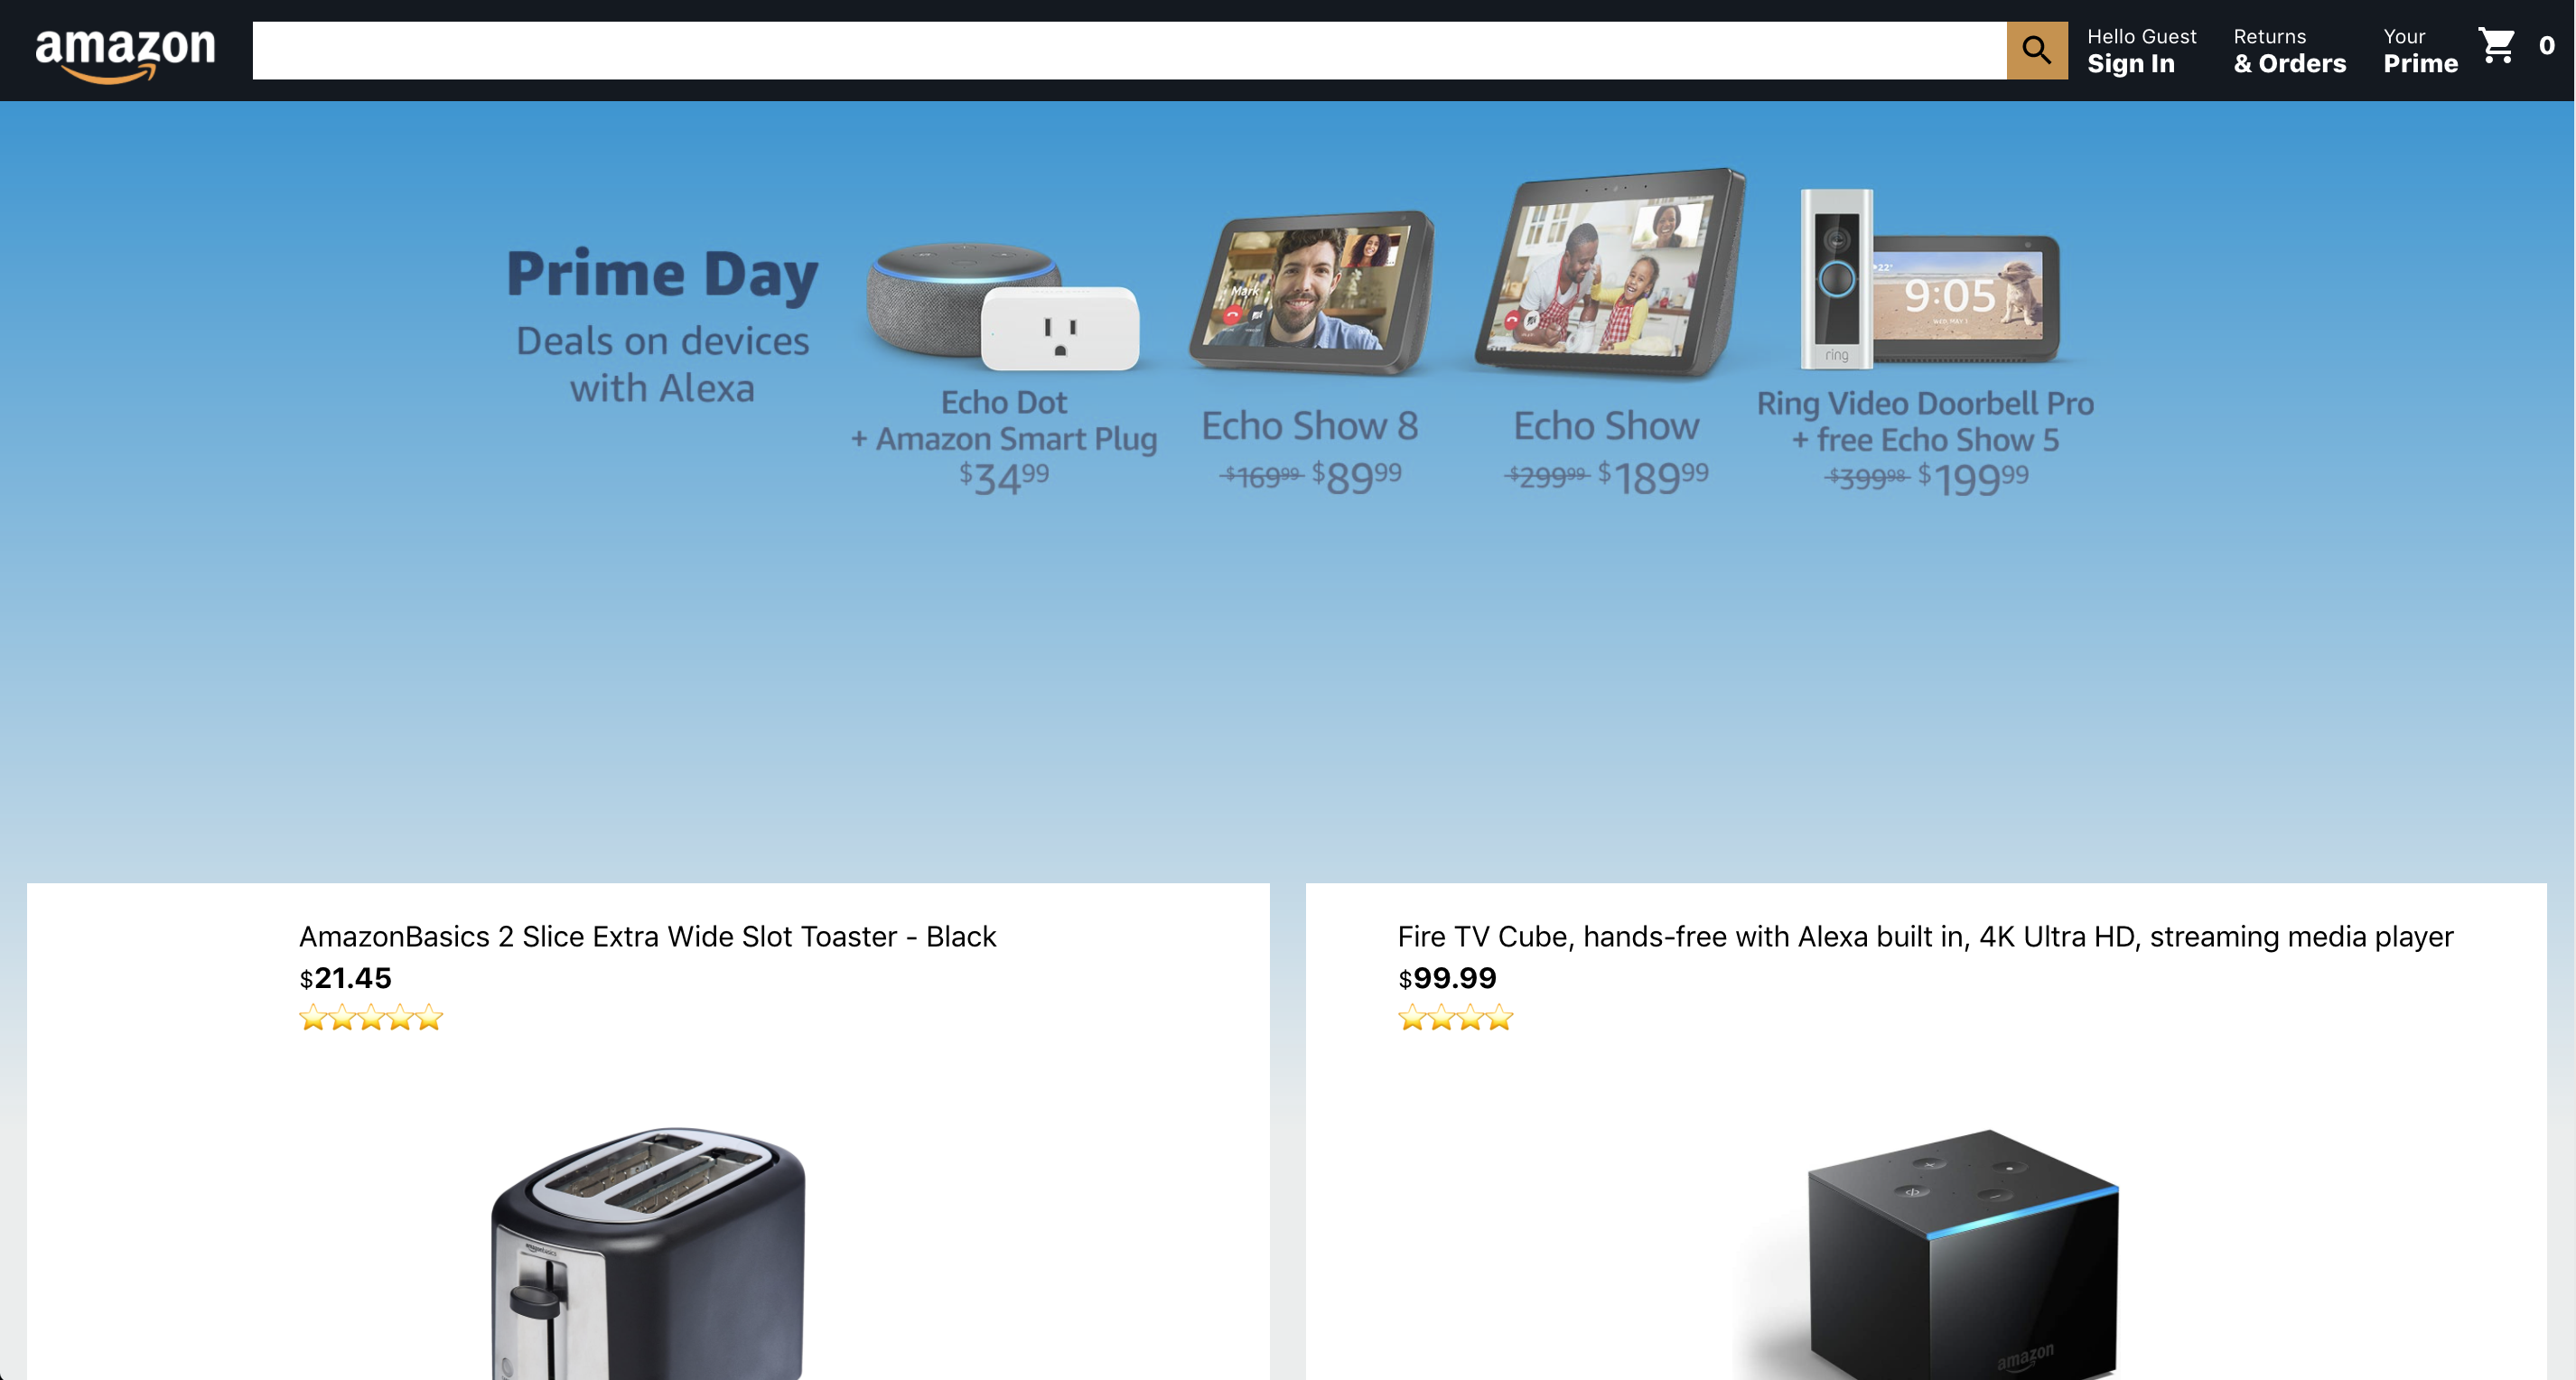 amazon
Hello Guest
Sign In
Returns
& Orders
Your
Prime
0
Prime Day
Deals on devices
with Alexa
Mark
ring
22°
9:05
Echo Dot
+ Amazon Smart Plug
$34.99
Echo Show 8
$169.99 $89.99
Echo Show
$299.99 $189.99
Ring Video Doorbell Pro
+ free Echo Show 5
$399.98 $199.99
AmazonBasics 2 Slice Extra Wide Slot Toaster - Black
$21.45
Fire TV Cube, hands-free with Alexa built in, 4K Ultra HD, streaming media player
$99.99
amazonbasics
amazon